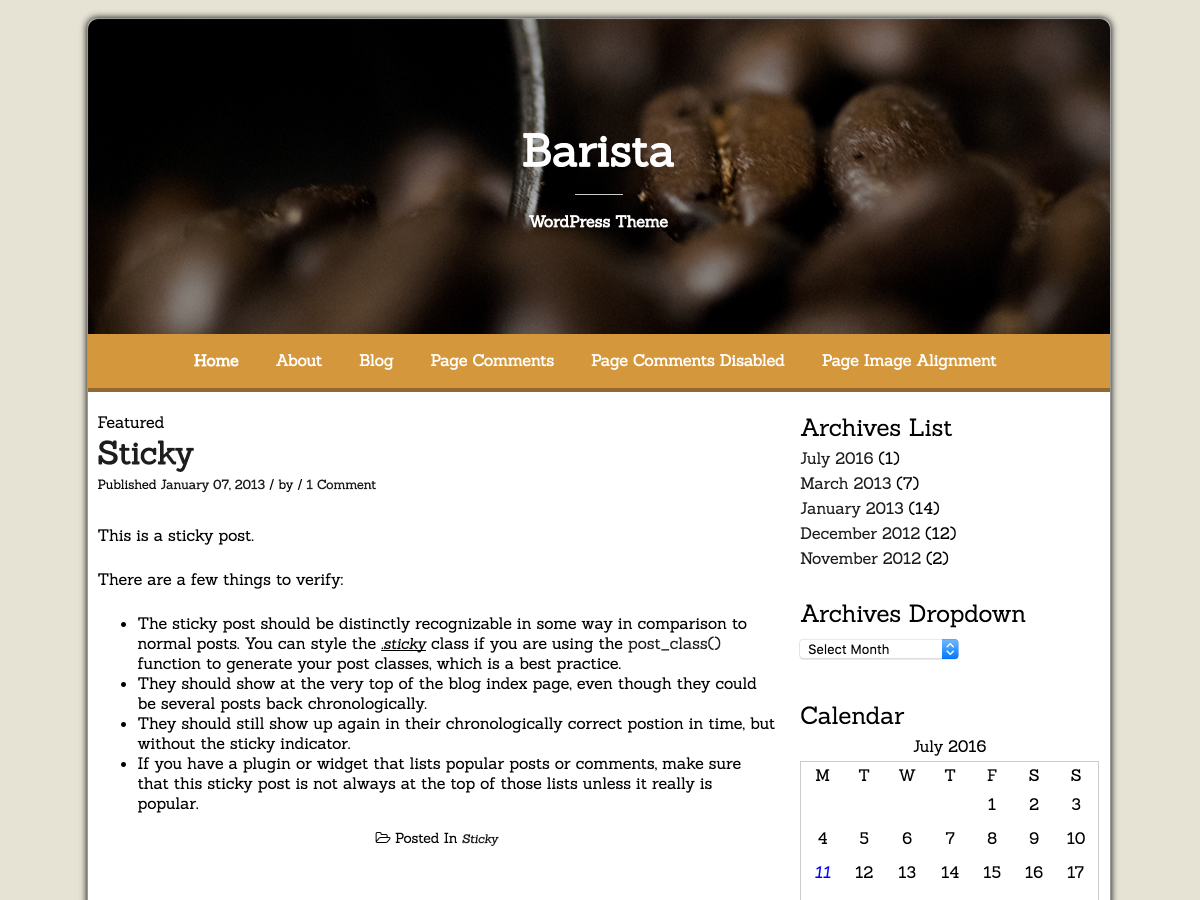 Barista
WordPress Theme
Home About Blog Page Comments Page Comments Disabled Page Image Alignment
Featured
Sticky
Published January 07, 2013 / by / 1 Comment
This is a sticky post.
There are a few things to verify:
The sticky post should be distinctly recognizable in some way in comparison to
normal posts. You can style the .sticky class if you are using the post_class()
function to generate your post classes, which is a best practice.
They should show at the very top of the blog index page, even though they could
be several posts back chronologically.
They should still show up again in their chronologically correct postion in time, but
without the sticky indicator.
If you have a plugin or widget that lists popular posts or comments, make sure
that this sticky post is not always at the top of those lists unless it really is
popular.
Posted In Sticky
Archives List
July 2016 (1)
March 2013 (7)
January 2013 (14)
December 2012 (12)
November 2012 (2)
Archives Dropdown
Select Month
Calendar
July 2016
M T W T F S S
1 2 3
4 5 6 7 8 9 10
11 12 13 14 15 16 17